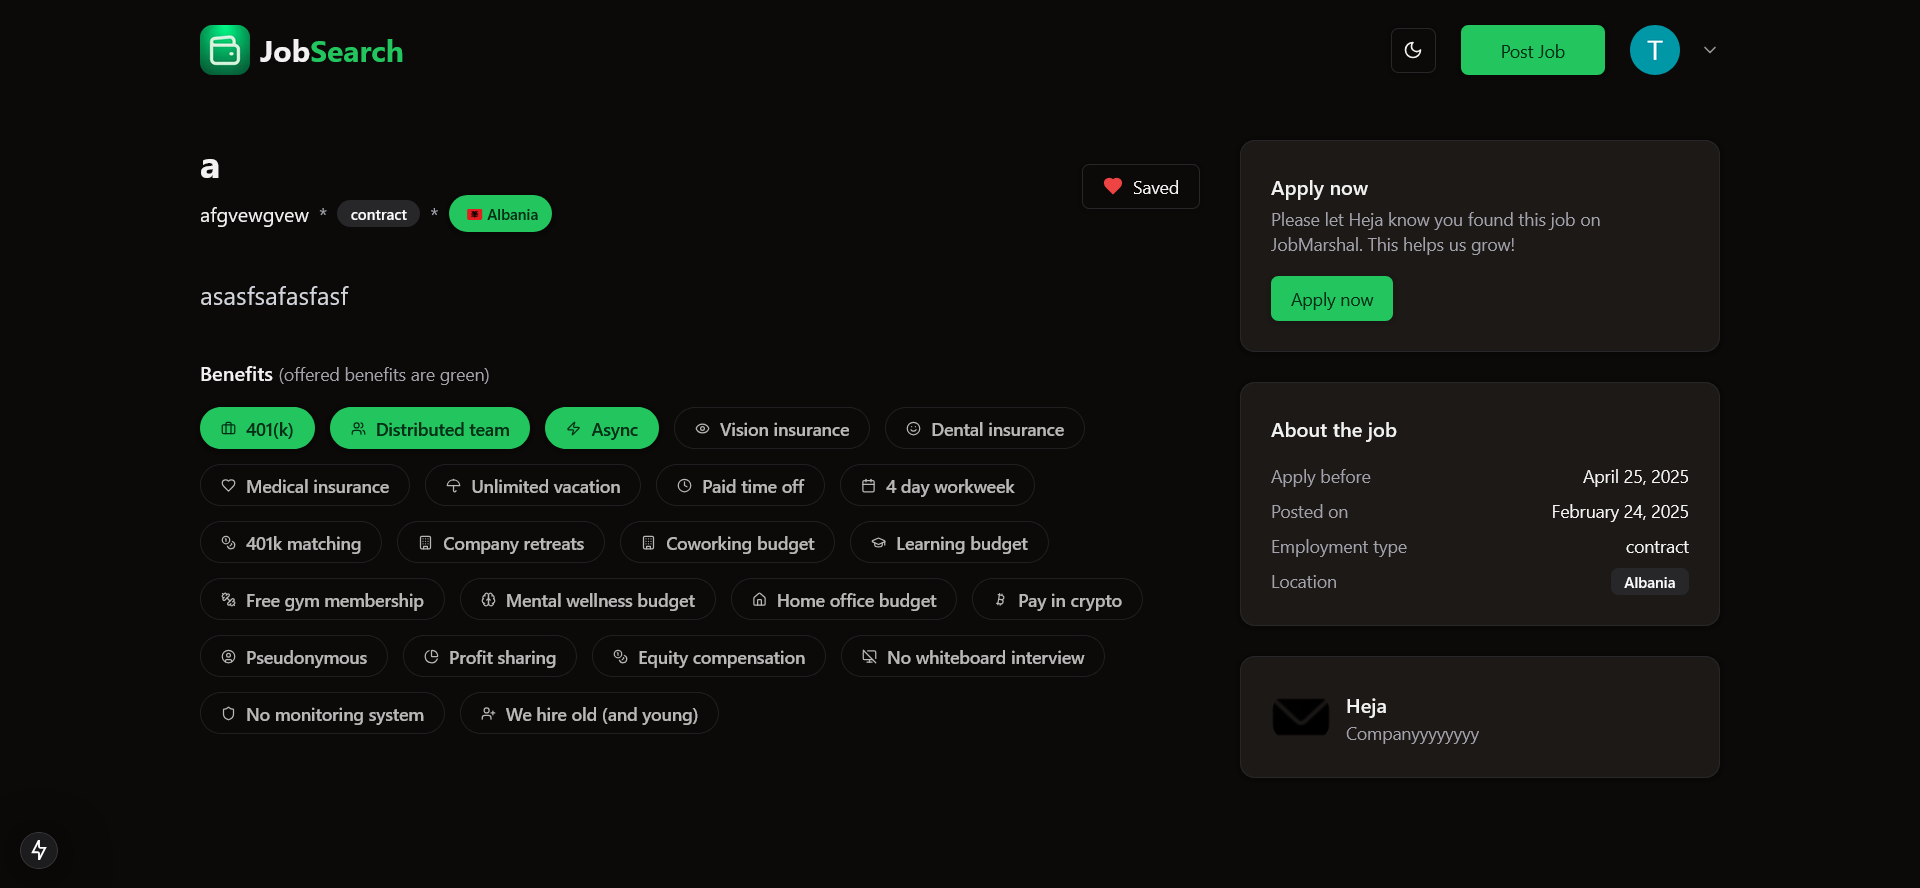 JobSearch
Post Job
T
a
afgvewgvew * contract * Albania
Saved
asasfsafasfasf
Benefits (offered benefits are green)
401(k) Distributed team Async Vision insurance Dental insurance
Medical insurance Unlimited vacation Paid time off 4 day workweek
401k matching Company retreats Coworking budget Learning budget
Free gym membership Mental wellness budget Home office budget Pay in crypto
Pseudonymous Profit sharing Equity compensation No whiteboard interview
No monitoring system We hire old (and young)
Apply now
Please let Heja know you found this job on
JobMarshal. This helps us grow!
Apply now
About the job
Apply before April 25, 2025
Posted on February 24, 2025
Employment type contract
Location Albania
Heja
Companyyyyyyyy